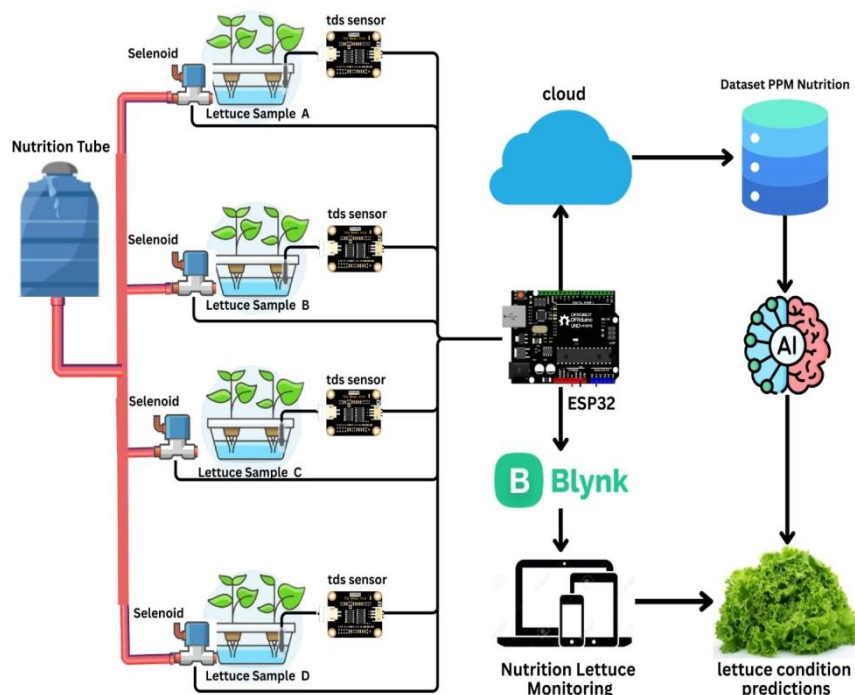 tds sensor
Selenoid
Lettuce Sample A
Nutrition Tube
tds sensor
Selenoid
Lettuce Sample B
tds sensor
Selenoid
Lettuce Sample C
tds sensor
Selenoid
Lettuce Sample D
cloud
Dataset PPM Nutrition
ESP32
AI
B Blynk
Nutrition Lettuce
Monitoring
lettuce condition
predictions